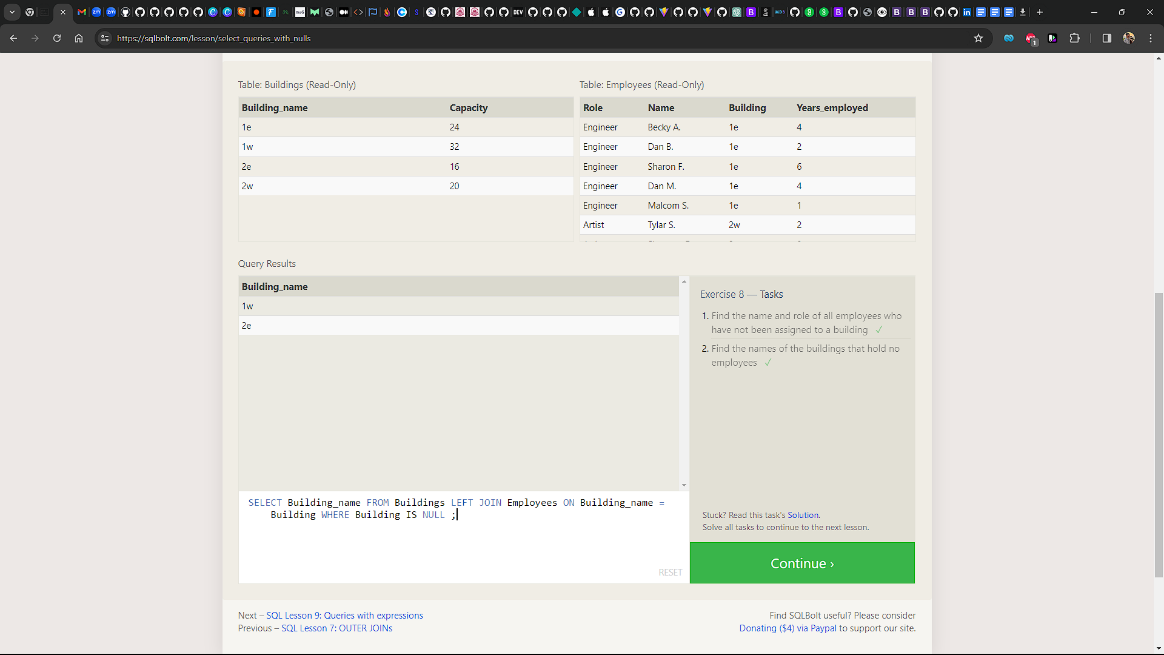 https://sqlbolt.com/lesson/select_queries_with_nulls
Table: Buildings (Read-Only)
Building_name Capacity
1e 24
1w 32
2e 16
2w 20
Table: Employees (Read-Only)
Role Name Building Years_employed
Engineer Becky A. 1e 4
Engineer Dan B. 1e 2
Engineer Sharon F. 1e 6
Engineer Dan M. 1e 4
Engineer Malcom S. 1e 1
Artist Tylar S. 2w 2
Query Results
Building_name
1w
2e
Exercise 8 — Tasks
1. Find the name and role of all employees who
have not been assigned to a building ✓
2. Find the names of the buildings that hold no
employees ✓
SELECT Building_name FROM Buildings LEFT JOIN Employees ON Building_name =
Building WHERE Building IS NULL ;
RESET
Stuck? Read this task's Solution.
Solve all tasks to continue to the next lesson.
Continue ›
Next – SQL Lesson 9: Queries with expressions
Previous – SQL Lesson 7: OUTER JOINs
Find SQLBolt useful? Please consider
Donating ($4) via Paypal to support our site.